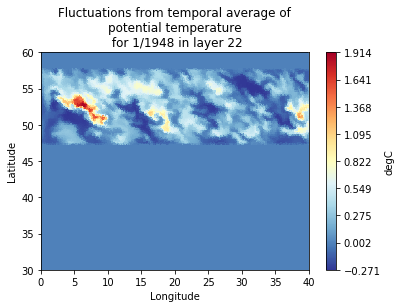 Fluctuations from temporal average of
potential temperature
for 1/1948 in layer 22
60
55
50
45
40
35
30
Latitude
0 5 10 15 20 25 30 35 40
Longitude
1.914
1.641
1.368
1.095
0.822
0.549
0.275
0.002
−0.271
degC